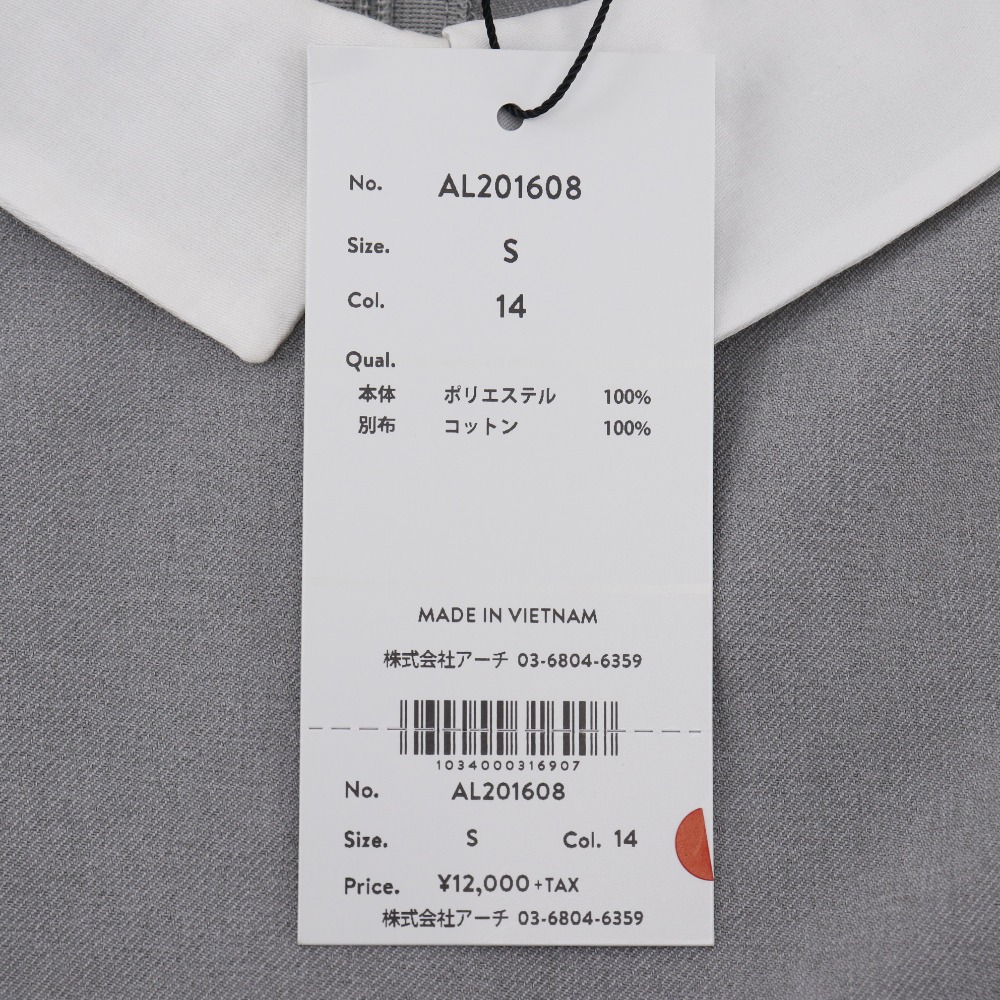 No. AL201608
Size. S
Col. 14
Qual.
本体 ポリエステル 100%
別布 コットン 100%
MADE IN VIETNAM
株式会社アーチ 03-6804-6359
1034000316907
No. AL201608
Size. S Col. 14
Price. ¥12,000+TAX
株式会社アーチ 03-6804-6359